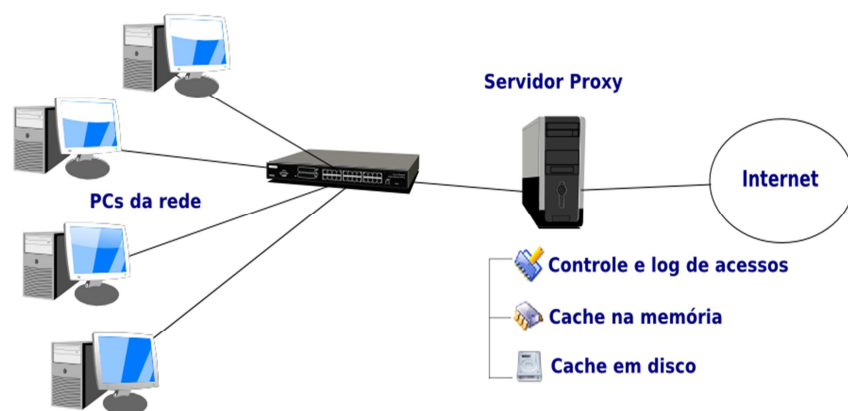 Servidor Proxy
PCs da rede
Internet
Controle e log de acessos
Cache na memória
Cache em disco